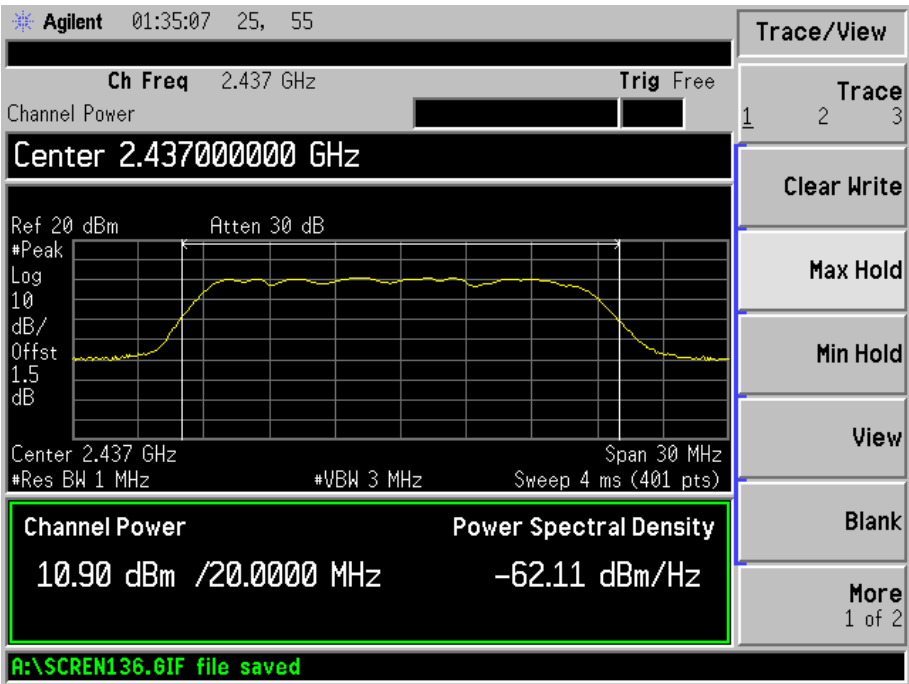 Agilent 01:35:07 25, 55
Ch Freq 2.437 GHz Trig Free
Channel Power
Center 2.437000000 GHz
Ref 20 dBm Atten 30 dB
#Peak
Log
10
dB/
Offst
1.5
dB
Center 2.437 GHz Span 30 MHz
#Res BW 1 MHz #VBW 3 MHz Sweep 4 ms (401 pts)
Channel Power Power Spectral Density
10.90 dBm /20.0000 MHz -62.11 dBm/Hz
A:\SCREN136.GIF file saved
Trace/View
Trace
1 2 3
Clear Write
Max Hold
Min Hold
View
Blank
More
1 of 2